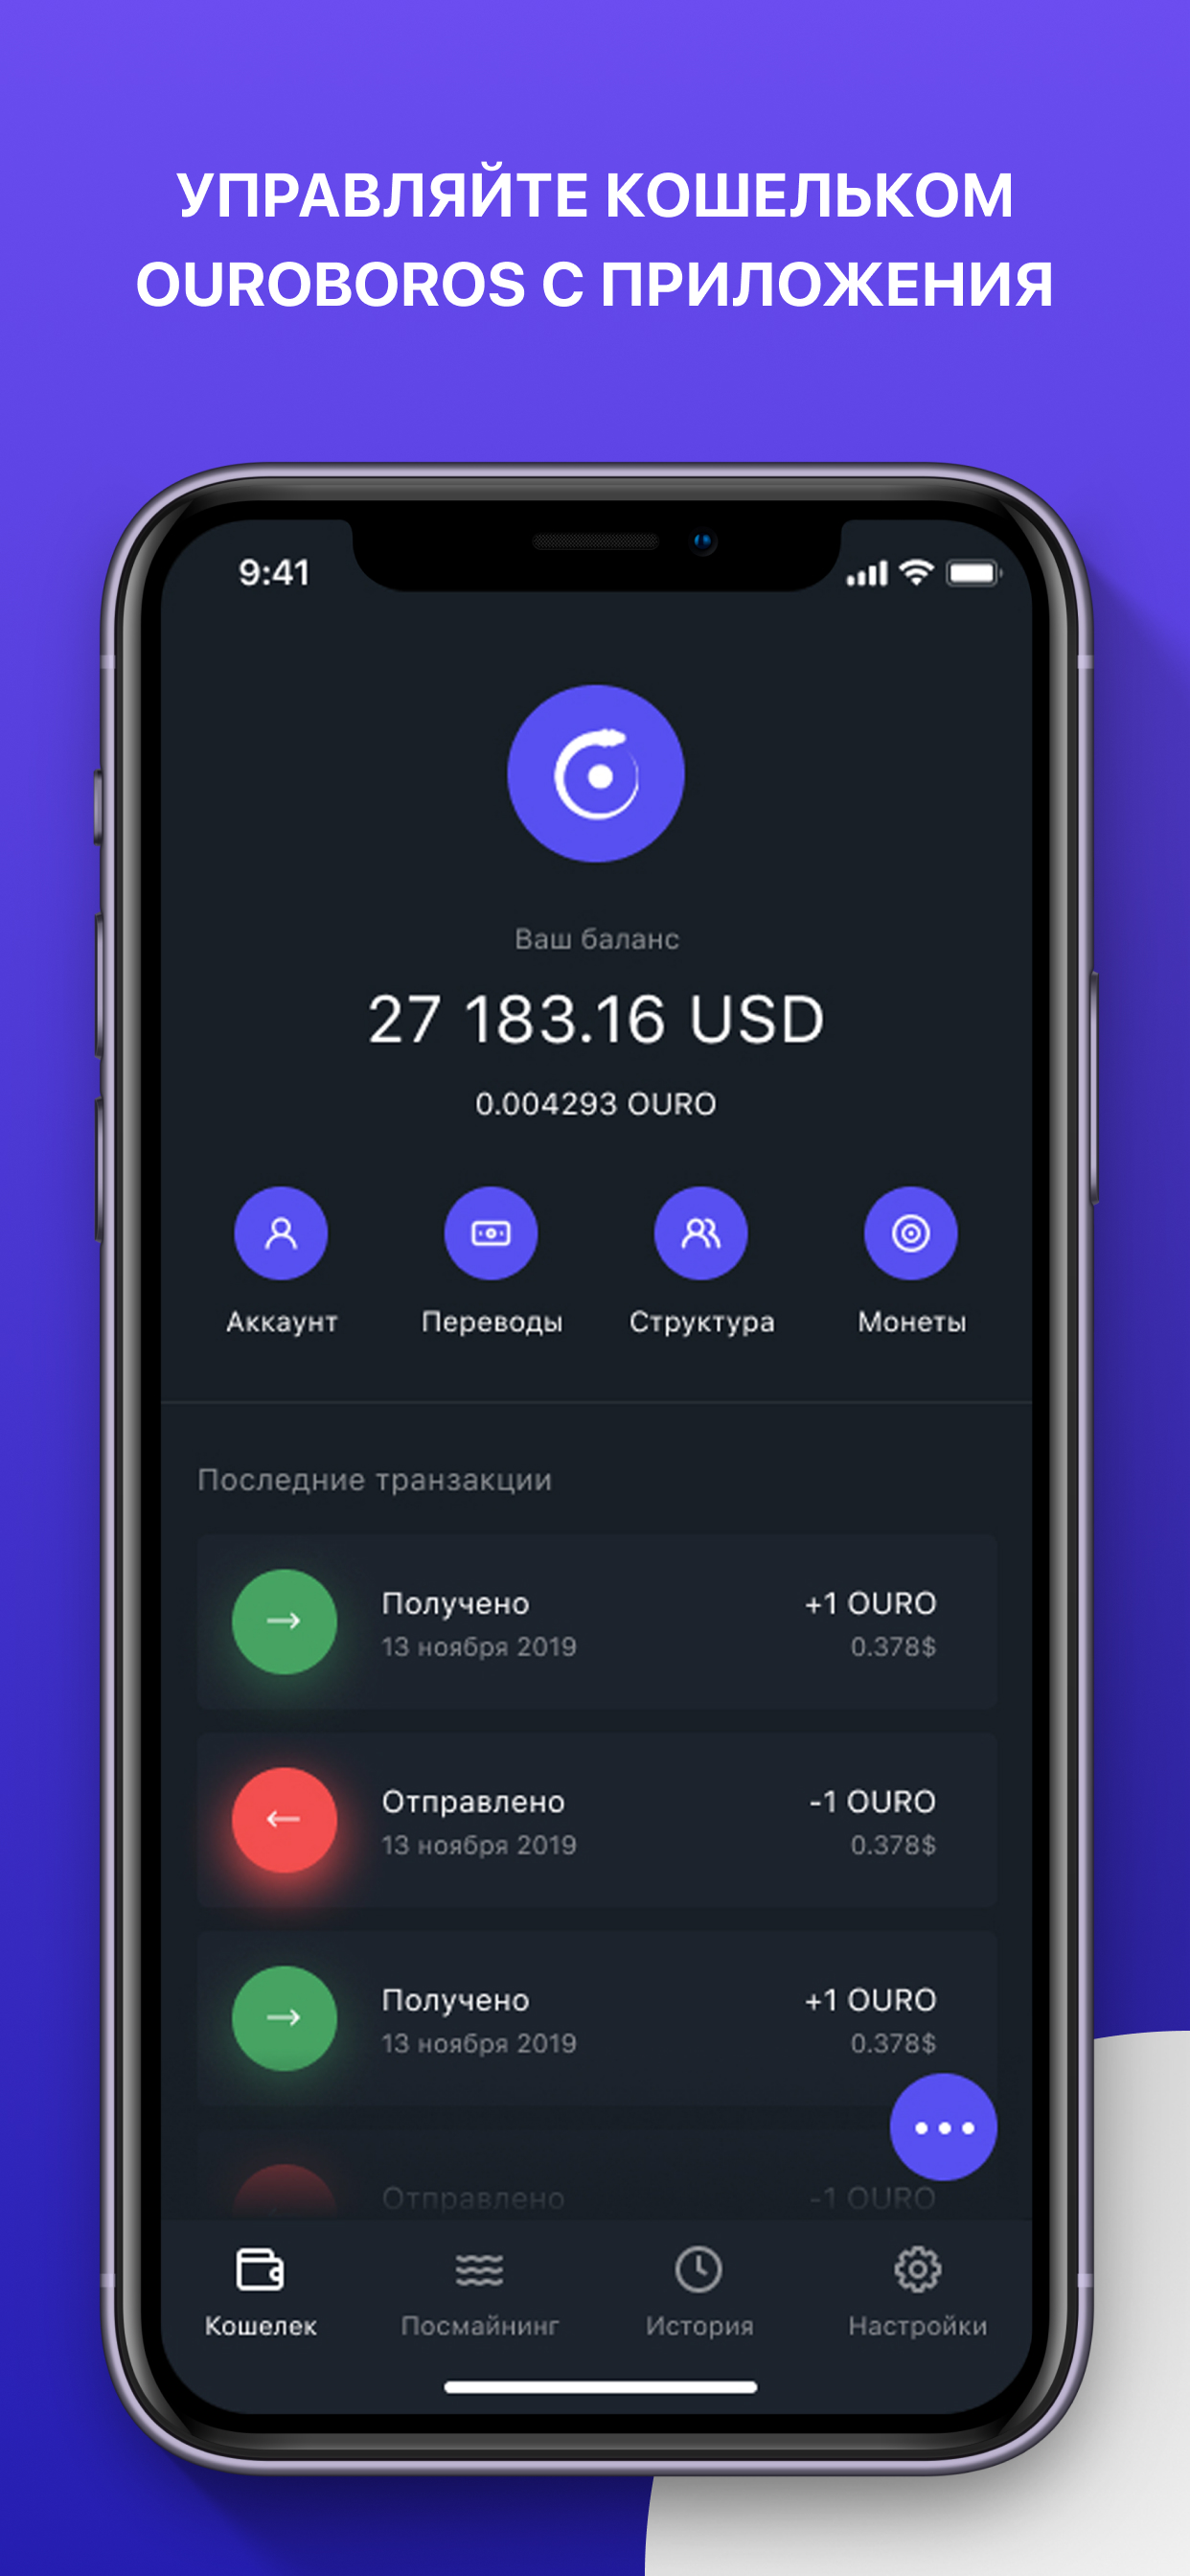 УПРАВЛЯЙТЕ КОШЕЛЬКОМ
OUROBOROS С ПРИЛОЖЕНИЯ
9:41
Ваш баланс
27 183.16 USD
0.004293 OURO
Аккаунт Переводы Структура Монеты
Последние транзакции
Получено +1 OURO
13 ноября 2019 0.378$
Отправлено -1 OURO
13 ноября 2019 0.378$
Получено +1 OURO
13 ноября 2019 0.378$
Отправлено -1 OURO
Кошелек Посмайнинг История Настройки